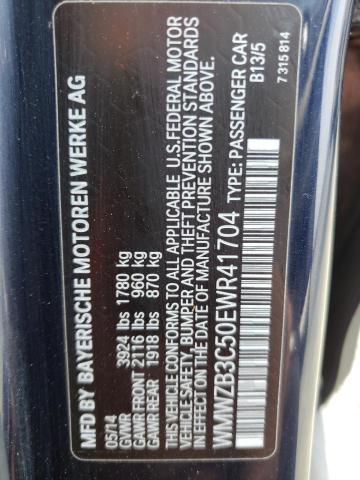 MFD BY BAYERISCHE MOTOREN WERKE AG
05/14
GVWR 3924 lbs 1780 kg
GAWR FRONT 2116 lbs 960 kg
GAWR REAR 1918 lbs 870 kg
THIS VEHICLE CONFORMS TO ALL APPLICABLE U.S. FEDERAL MOTOR
VEHICLE SAFETY, BUMPER AND THEFT PREVENTION STANDARDS
IN EFFECT ON THE DATE OF MANUFACTURE SHOWN ABOVE.
WMWZB3C50EWR41704 TYPE: PASSENGER CAR
B13/5
7 315 814